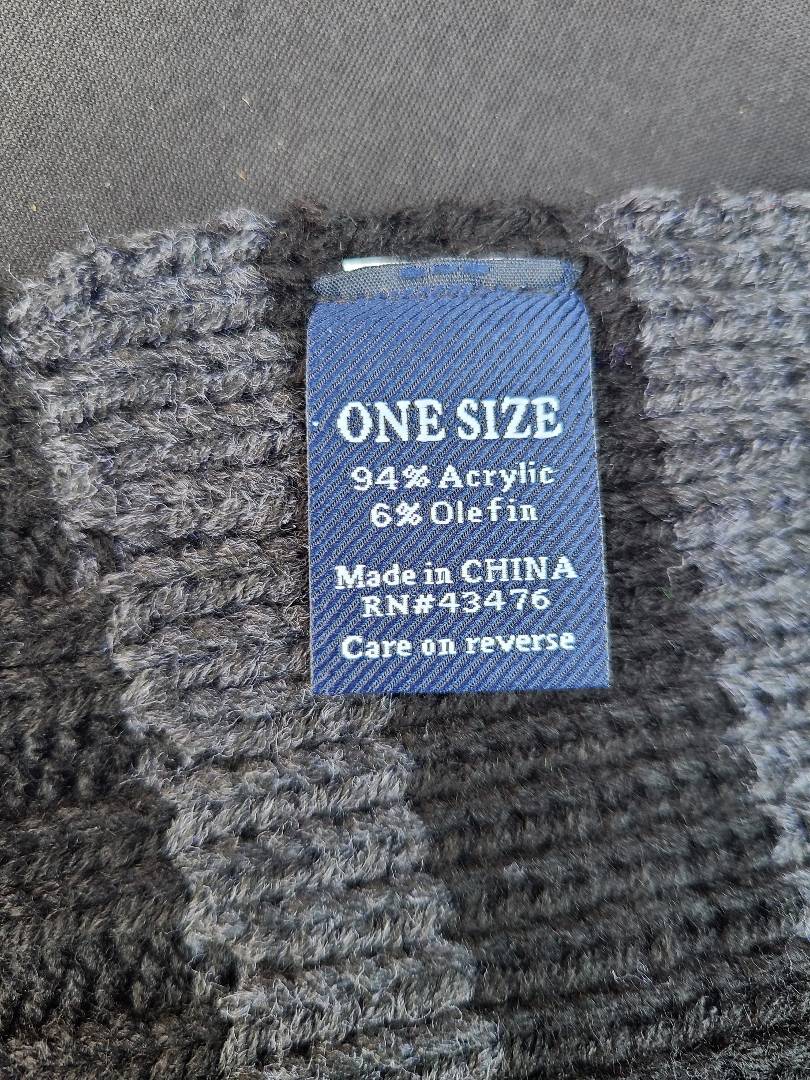 ONE SIZE
94% Acrylic
6% Olefin
Made in CHINA
RN#43476
Care on reverse